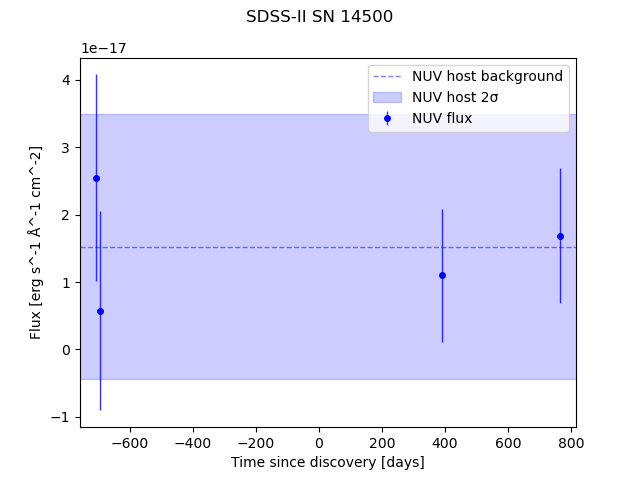 SDSS-II SN 14500
1e−17
NUV host background
NUV host 2σ
NUV flux
4
3
2
1
0
−1
Flux [erg s^-1 Å^-1 cm^-2]
−600 −400 −200 0 200 400 600 800
Time since discovery [days]